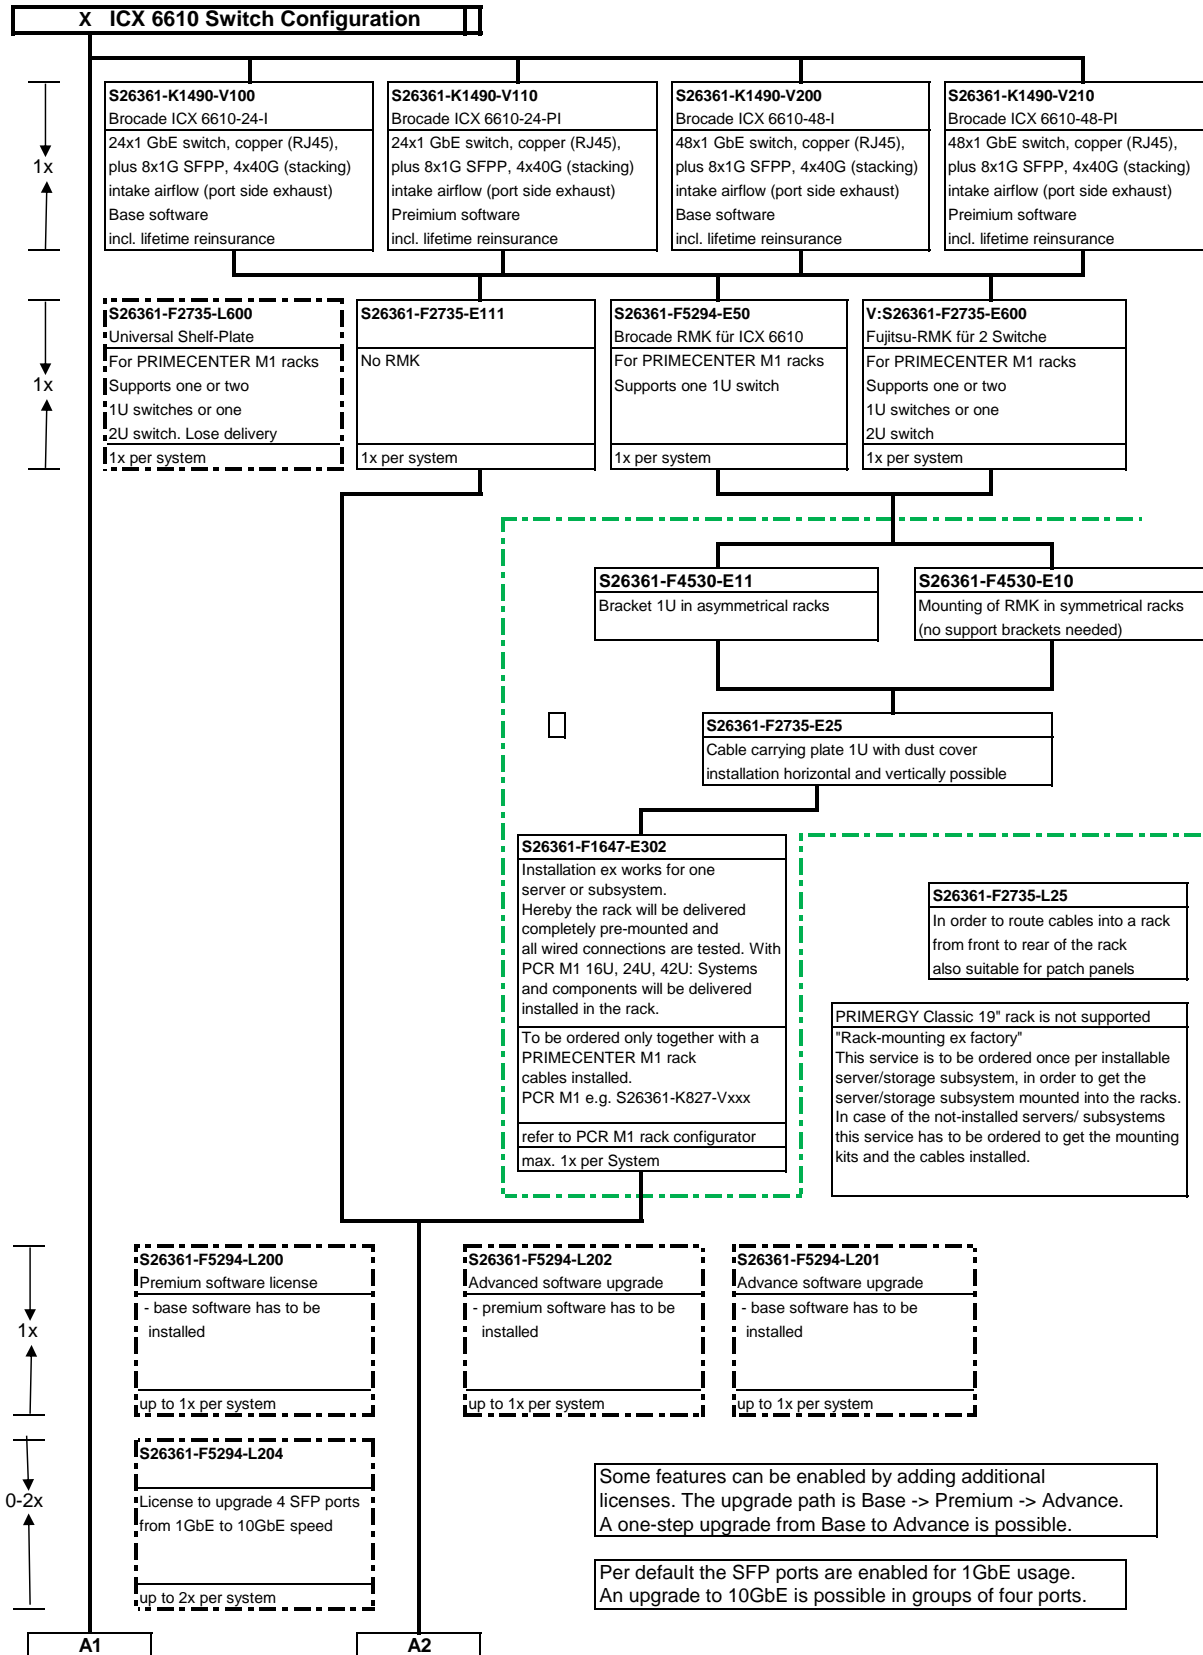 X ICX 6610 Switch Configuration
1x
S26361-K1490-V100
Brocade ICX 6610-24-I
24x1 GbE switch, copper (RJ45),
plus 8x1G SFPP, 4x40G (stacking)
intake airflow (port side exhaust)
Base software
incl. lifetime reinsurance
S26361-K1490-V110
Brocade ICX 6610-24-PI
24x1 GbE switch, copper (RJ45),
plus 8x1G SFPP, 4x40G (stacking)
intake airflow (port side exhaust)
Preimium software
incl. lifetime reinsurance
S26361-K1490-V200
Brocade ICX 6610-48-I
48x1 GbE switch, copper (RJ45),
plus 8x1G SFPP, 4x40G (stacking)
intake airflow (port side exhaust)
Base software
incl. lifetime reinsurance
S26361-K1490-V210
Brocade ICX 6610-48-PI
48x1 GbE switch, copper (RJ45),
plus 8x1G SFPP, 4x40G (stacking)
intake airflow (port side exhaust)
Preimium software
incl. lifetime reinsurance
1x
S26361-F2735-L600
Universal Shelf-Plate
For PRIMECENTER M1 racks
Supports one or two
1U switches or one
2U switch. Lose delivery
1x per system
S26361-F2735-E111
No RMK
1x per system
S26361-F5294-E50
Brocade RMK für ICX 6610
For PRIMECENTER M1 racks
Supports one 1U switch
1x per system
V:S26361-F2735-E600
Fujitsu-RMK für 2 Switche
For PRIMECENTER M1 racks
Supports one or two
1U switches or one
2U switch
1x per system
S26361-F4530-E11
Bracket 1U in asymmetrical racks
S26361-F4530-E10
Mounting of RMK in symmetrical racks
(no support brackets needed)
S26361-F2735-E25
Cable carrying plate 1U with dust cover
installation horizontal and vertically possible
S26361-F1647-E302
Installation ex works for one
server or subsystem.
Hereby the rack will be delivered
completely pre-mounted and
all wired connections are tested. With
PCR M1 16U, 24U, 42U: Systems
and components will be delivered
installed in the rack.
To be ordered only together with a
PRIMECENTER M1 rack
cables installed.
PCR M1 e.g. S26361-K827-Vxxx
refer to PCR M1 rack configurator
max. 1x per System
S26361-F2735-L25
In order to route cables into a rack
from front to rear of the rack
also suitable for patch panels
PRIMERGY Classic 19" rack is not supported
"Rack-mounting ex factory"
This service is to be ordered once per installable
server/storage subsystem, in order to get the
server/storage subsystem mounted into the racks.
In case of the not-installed servers/ subsystems
this service has to be ordered to get the mounting
kits and the cables installed.
1x
S26361-F5294-L200
Premium software license
- base software has to be
installed
up to 1x per system
S26361-F5294-L202
Advanced software upgrade
- premium software has to be
installed
up to 1x per system
S26361-F5294-L201
Advance software upgrade
- base software has to be
installed
up to 1x per system
0-2x
S26361-F5294-L204
License to upgrade 4 SFP ports
from 1GbE to 10GbE speed
up to 2x per system
Some features can be enabled by adding additional
licenses. The upgrade path is Base -> Premium -> Advance.
A one-step upgrade from Base to Advance is possible.
Per default the SFP ports are enabled for 1GbE usage.
An upgrade to 10GbE is possible in groups of four ports.
A1
A2